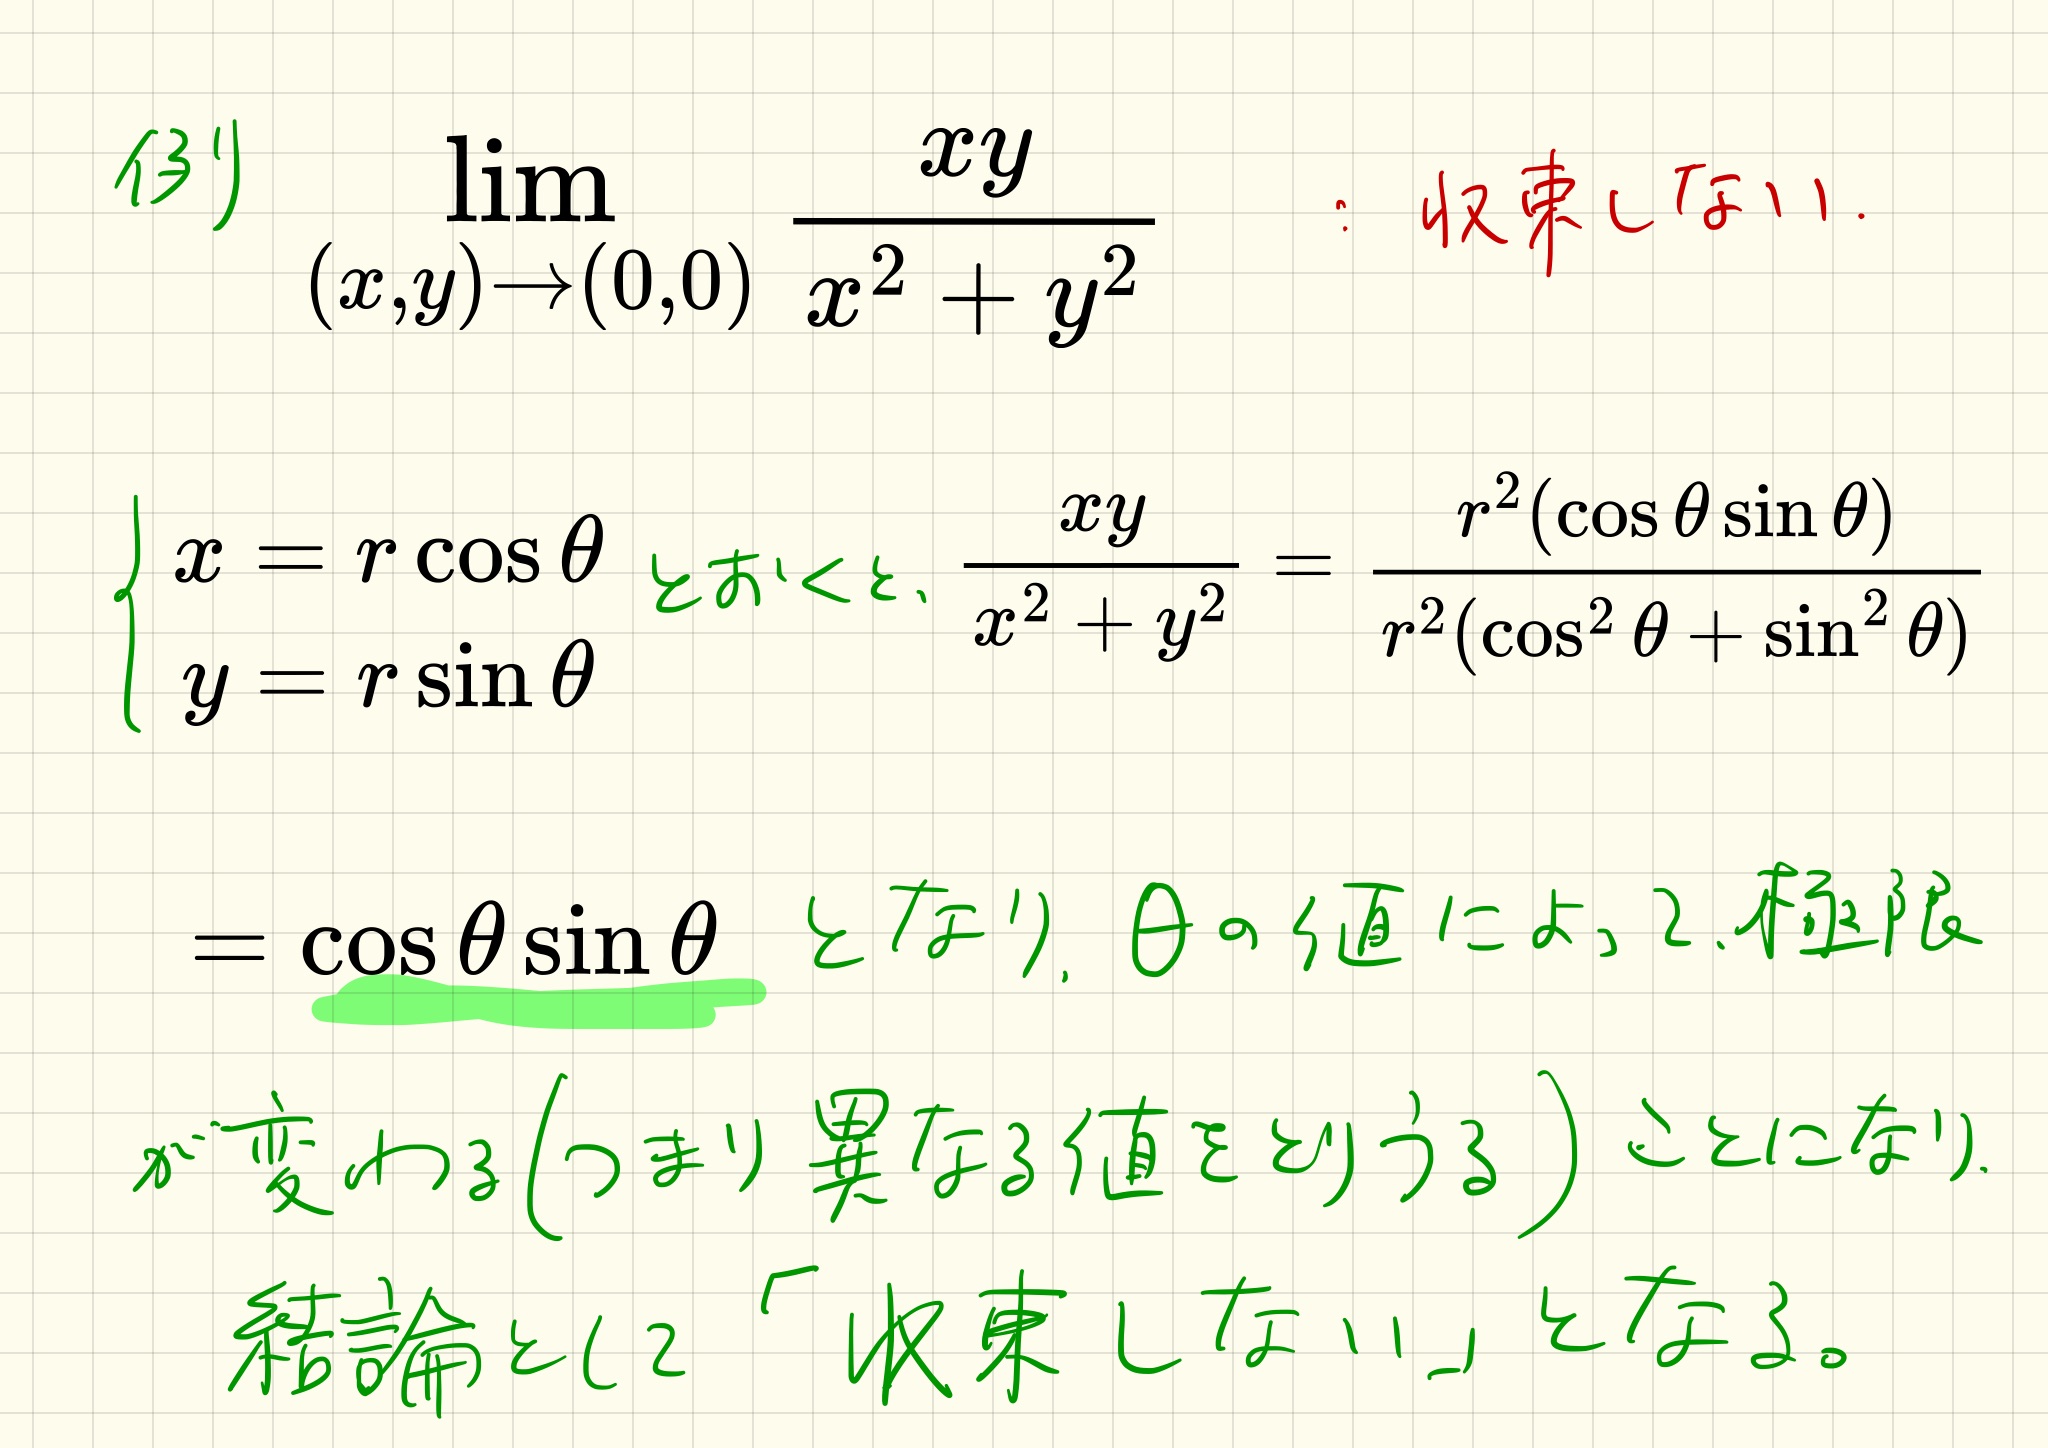 例) lim (x,y)→(0,0) xy / x² + y² : 収束しない.
{ x = r cos θ
y = r sin θ とおくと、 xy / x² + y² = r²(cos θ sin θ) / r²(cos² θ + sin² θ)
= cos θ sin θ となり、θの値によって、極限
が変わる(つまり異なる値をとりうる)ことになり、
結論として「収束しない」となる。